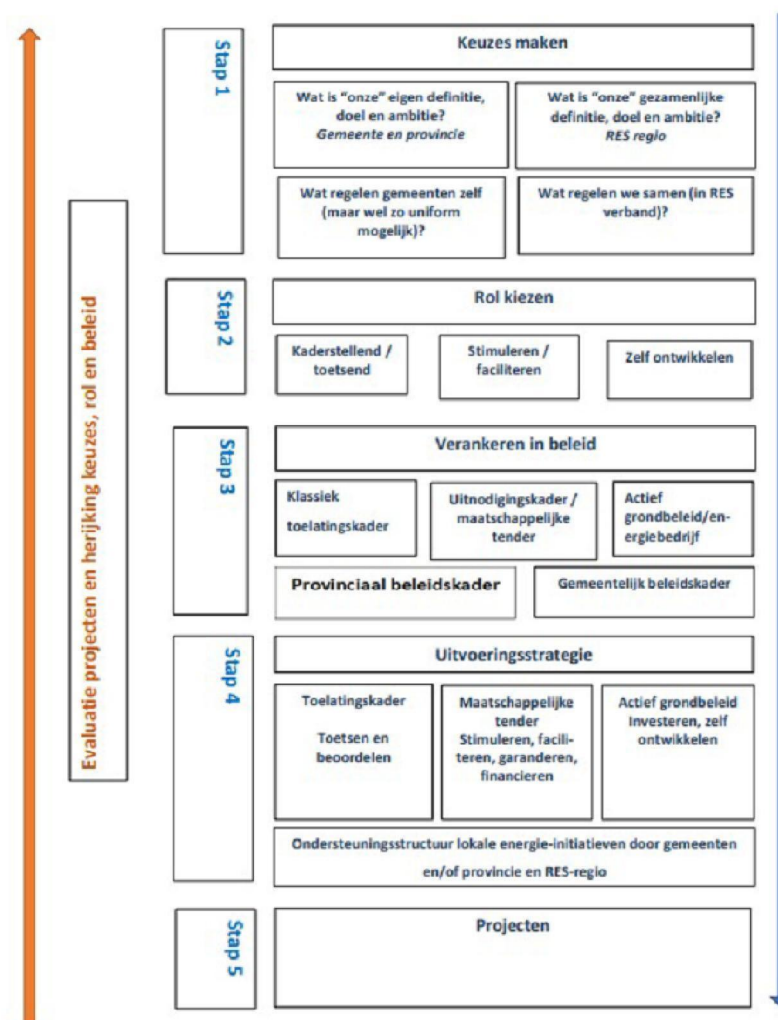 Evaluatie projecten en herijking keuzes, rol en beleid
Stap 1
Keuzes maken
Wat is “onze” eigen definitie,
doel en ambitie?
Gemeente en provincie
Wat is “onze” gezamenlijke
definitie, doel en ambitie?
RES regio
Wat regelen gemeenten zelf
(maar wel zo uniform
mogelijk)?
Wat regelen we samen (in RES
verband)?
Stap 2
Rol kiezen
Kaderstellend /
toetsend
Stimuleren /
faciliteren
Zelf ontwikkelen
Stap 3
Verankeren in beleid
Klassiek
toelatingskader
Uitnodigingskader /
maatschappelijke
tender
Actief
grondbeleid/en-
ergiebedrijf
Provinciaal beleidskader
Gemeentelijk beleidskader
Stap 4
Uitvoeringsstrategie
Toelatingskader
Toetsen en
beoordelen
Maatschappelijke
tender
Stimuleren, facili-
teren, garanderen,
financieren
Actief grondbeleid
Investeren, zelf
ontwikkelen
Ondersteuningsstructuur lokale energie-initiatieven door gemeenten
en/of provincie en RES-regio
Stap 5
Projecten